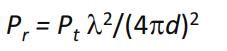 Pᵣ = Pₜ λ²/(4πd)²